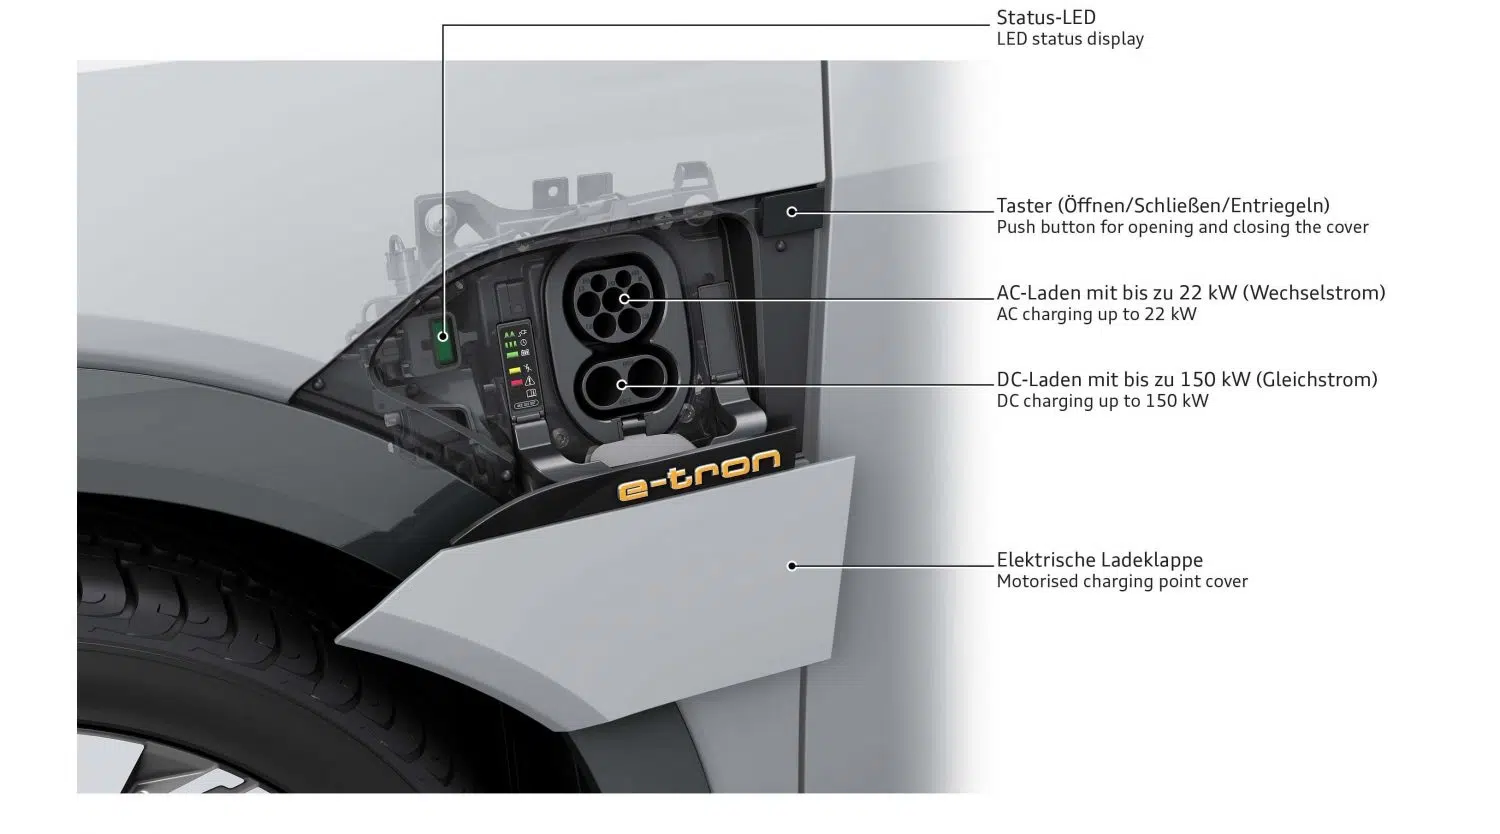 Status-LED
LED status display
Taster (Öffnen/Schließen/Entriegeln)
Push button for opening and closing the cover
AC-Laden mit bis zu 22 kW (Wechselstrom)
AC charging up to 22 kW
DC-Laden mit bis zu 150 kW (Gleichstrom)
DC charging up to 150 kW
e-tron
Elektrische Ladeklappe
Motorised charging point cover